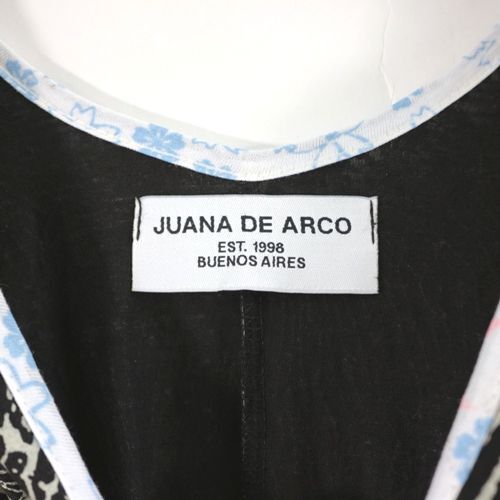 JUANA DE ARCO
EST. 1998
BUENOS AIRES